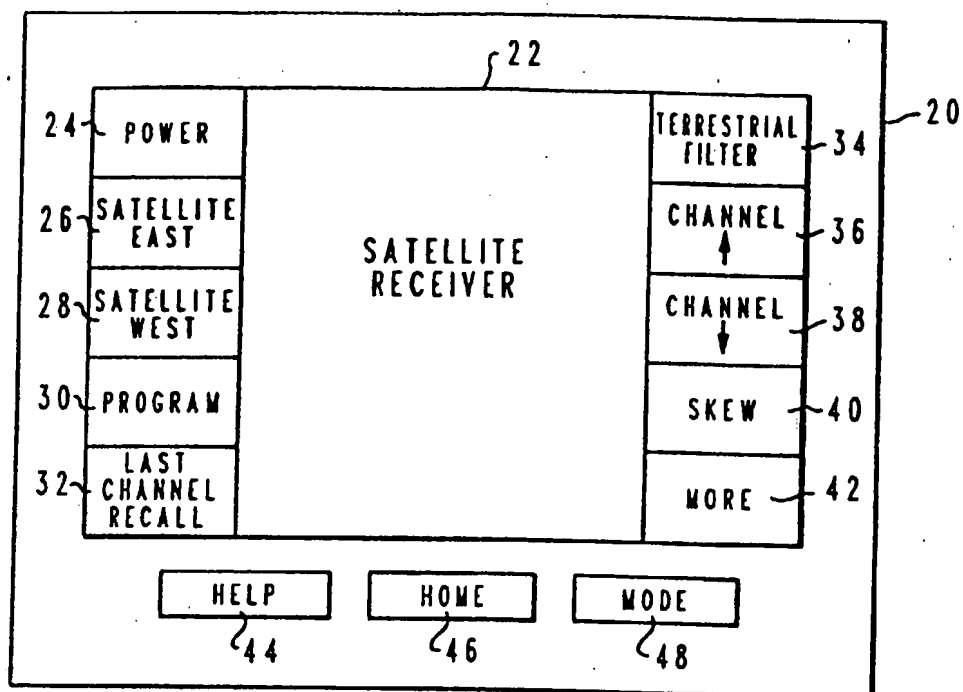 22
20
24
POWER
TERRESTRIAL
FILTER
34
26
SATELLITE
EAST
CHANNEL
36
SATELLITE
RECEIVER
28
SATELLITE
WEST
CHANNEL
38
30
PROGRAM
SKEW
40
32
LAST
CHANNEL
RECALL
MORE
42
HELP
HOME
MODE
44
46
48